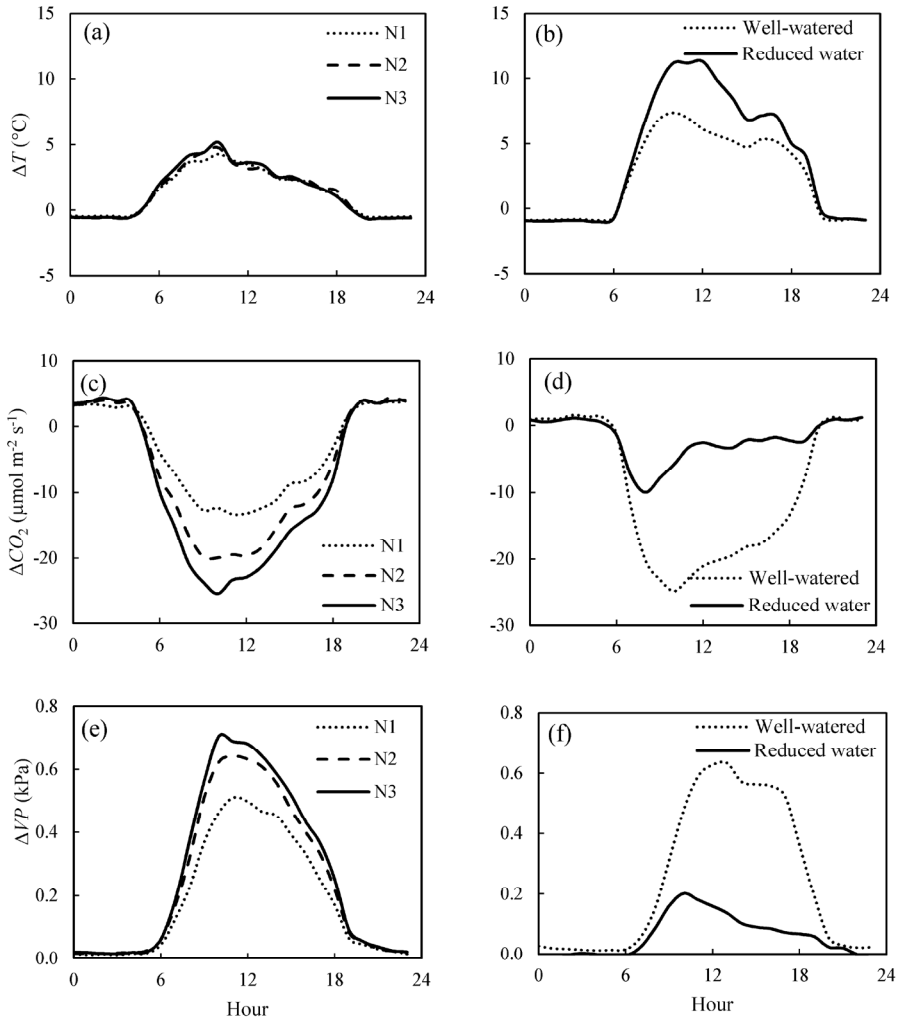 (a)
N1
N2
N3
15
10
5
0
-5
ΔT (°C)
0
6
12
18
24
(b)
Well-watered
Reduced water
15
10
5
0
-5
0
6
12
18
24
(c)
10
0
-10
-20
-30
ΔCO₂ (µmol m⁻² s⁻¹)
N1
N2
N3
0
6
12
18
24
(d)
10
0
-10
-20
-30
Well-watered
Reduced water
0
6
12
18
24
(e)
N1
N2
N3
0.8
0.6
0.4
0.2
0.0
ΔVP (kPa)
0
6
12
18
24
Hour
(f)
Well-watered
Reduced water
0.8
0.6
0.4
0.2
0.0
0
6
12
18
24
Hour